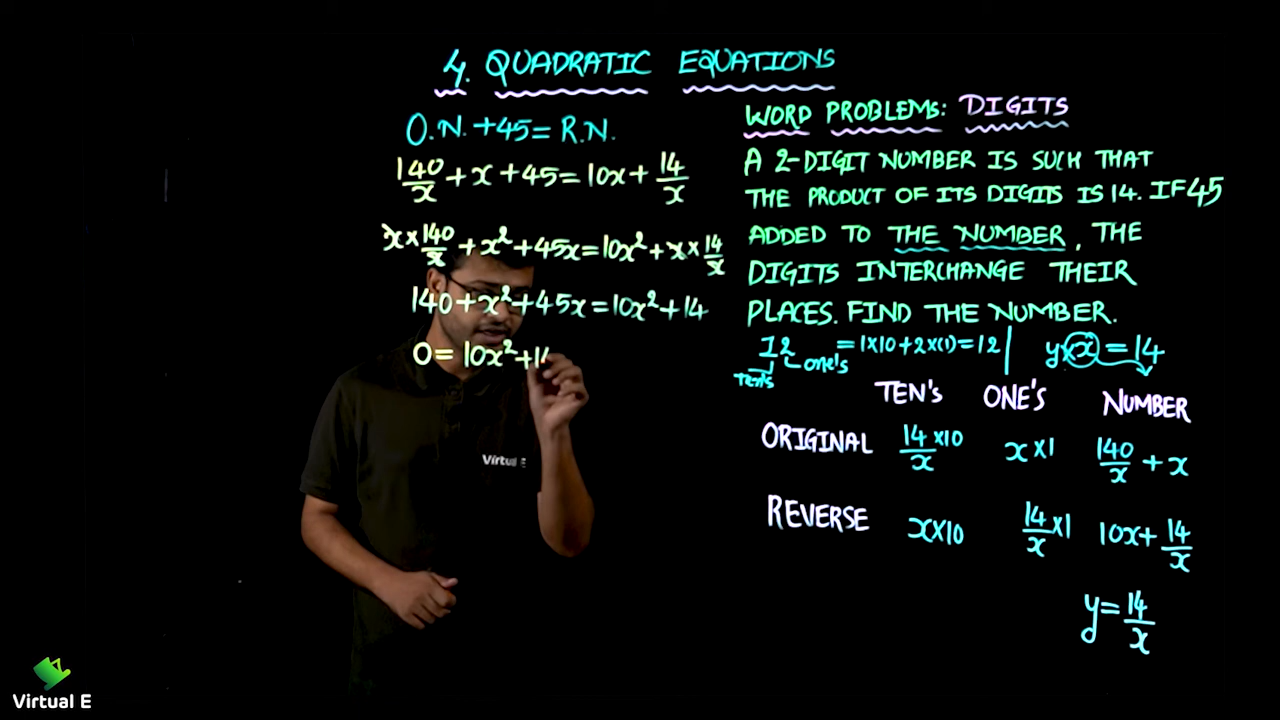 4. QUADRATIC EQUATIONS
O.N. +45= R.N.
140/x + x + 45 = 10x + 14/x
x × 140/x + x² + 45x = 10x² + x × 14/x
140 + x² + 45x = 10x² + 14
0 = 10x² + 14
WORD PROBLEMS: DIGITS
A 2-DIGIT NUMBER IS SUCH THAT
THE PRODUCT OF ITS DIGITS IS 14. IF 45
ADDED TO THE NUMBER, THE
DIGITS INTERCHANGE THEIR
PLACES. FIND THE NUMBER.
12 one's = 1×10+2×(1)=12 | y×x = 14
Ten's
TEN's ONE'S NUMBER
ORIGINAL 14/x ×10 x×1 140/x + x
REVERSE x×10 14/x ×1 10x + 14/x
y = 14/x
Virtual E
Virtual E